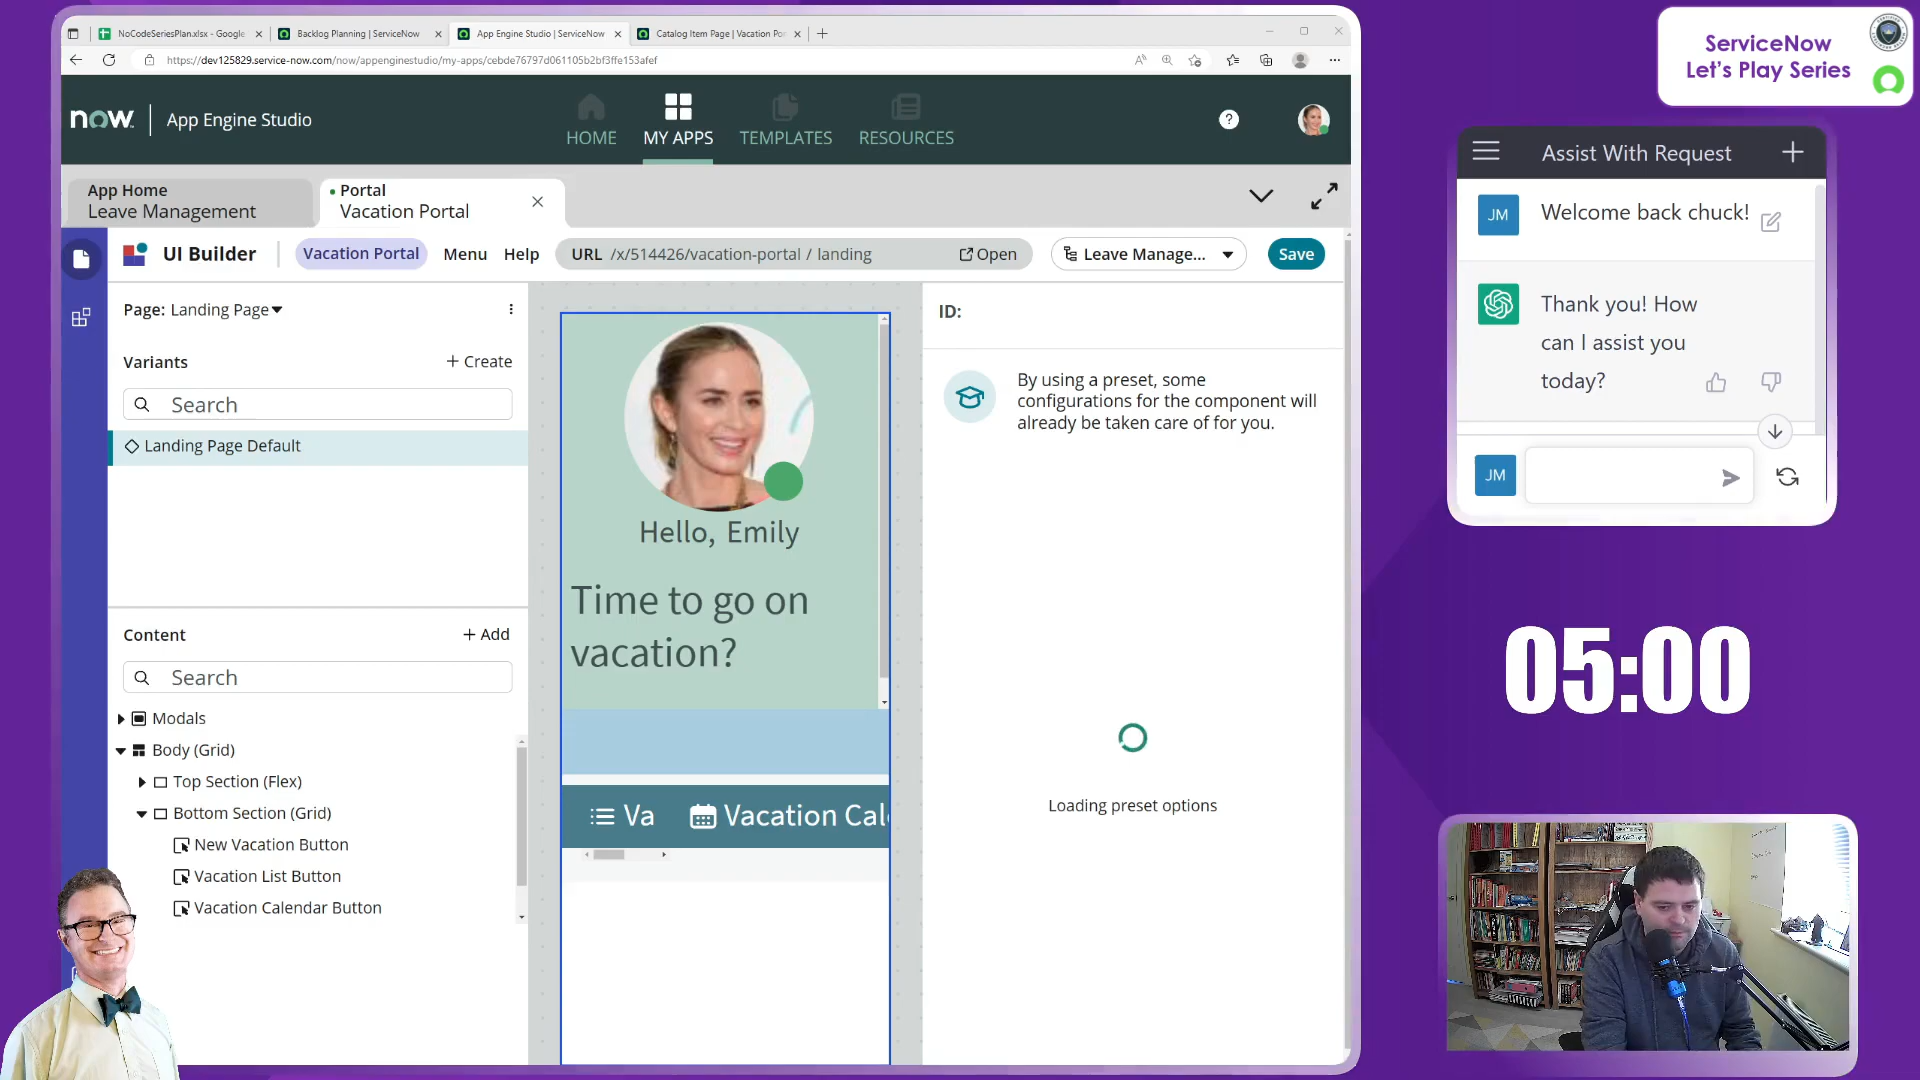 NoCodeSeriesPlan.xlsx - Google
Backlog Planning | ServiceNow
App Engine Studio | ServiceNow
Catalog Item Page | Vacation Po
https://dev125829.service-now.com/now/appenginestudio/my-apps/cebde76797d061105b2bf3ffe153afef
now
App Engine Studio
HOME
MY APPS
TEMPLATES
RESOURCES
App Home
Leave Management
Portal
Vacation Portal
UI Builder
Vacation Portal
Menu
Help
URL /x/514426/vacation-portal / landing
Open
Leave Manage...
Save
Page: Landing Page
Variants
+ Create
Search
Landing Page Default
Content
+ Add
Search
Modals
Body (Grid)
Top Section (Flex)
Bottom Section (Grid)
New Vacation Button
Vacation List Button
Vacation Calendar Button
Hello, Emily
Time to go on
vacation?
Va
Vacation Cal
ID:
By using a preset, some
configurations for the component will
already be taken care of for you.
Loading preset options
ServiceNow
Let's Play Series
Assist With Request
JM
Welcome back chuck!
Thank you! How
can I assist you
today?
JM
05:00